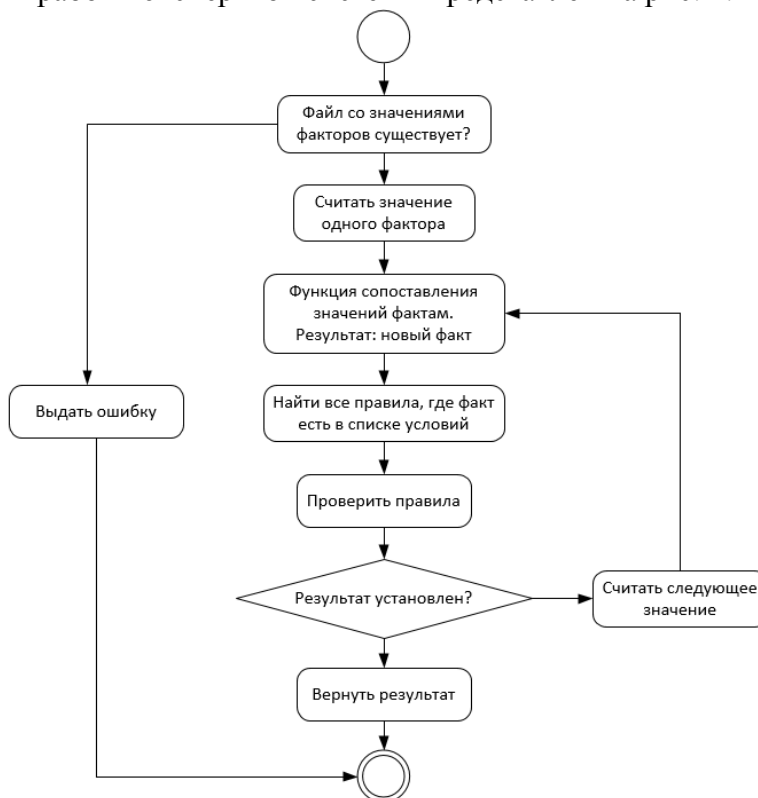 Файл со значениями
факторов существует?
Считать значение
одного фактора
Функция сопоставления
значений фактам.
Результат: новый факт
Выдать ошибку
Найти все правила, где факт
есть в списке условий
Проверить правила
Результат установлен?
Считать следующее
значение
Вернуть результат